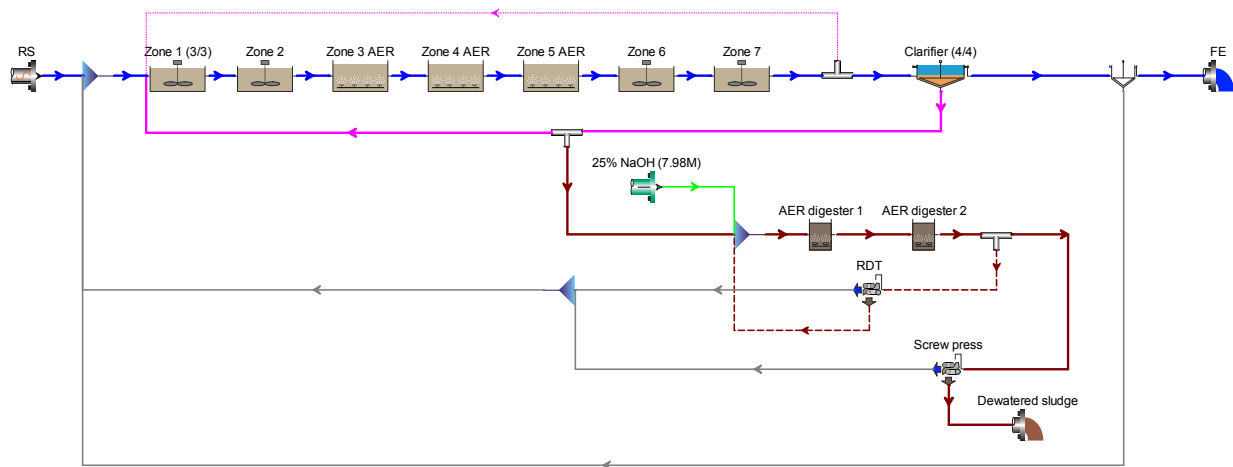 RS
Zone 1 (3/3)
Zone 2
Zone 3 AER
Zone 4 AER
Zone 5 AER
Zone 6
Zone 7
Clarifier (4/4)
FE
25% NaOH (7.98M)
AER digester 1
AER digester 2
RDT
Screw press
Dewatered sludge